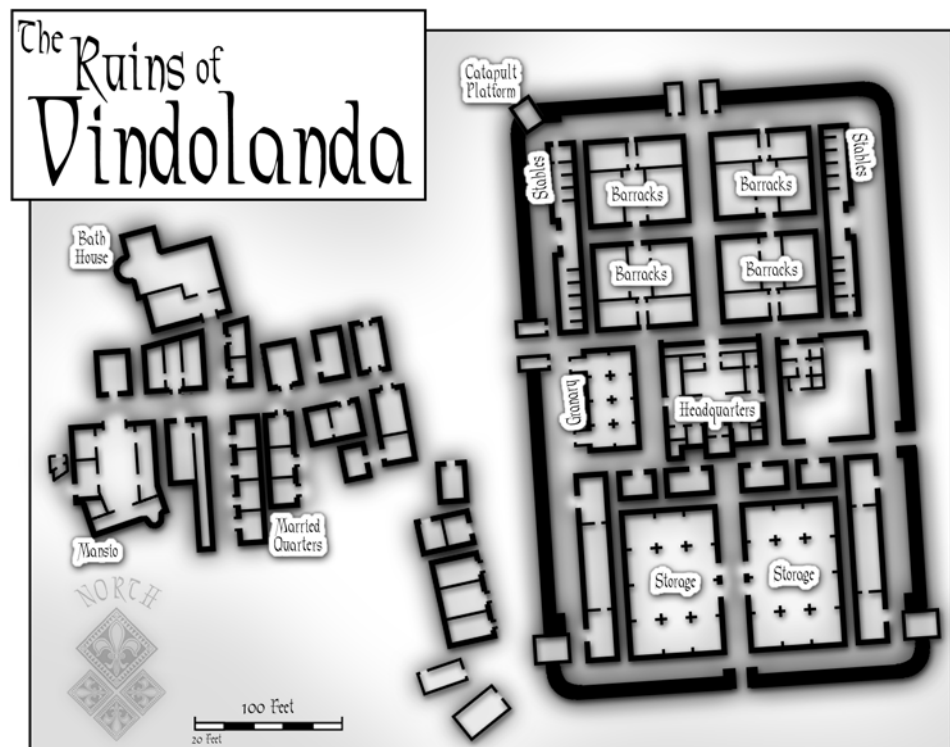 The
Ruins of
Vindolanda
Catapult
Platform
Stables
Barracks
Barracks
Stables
Bath
House
Barracks
Barracks
Granary
Headquarters
Mansio
Married
Quarters
Storage
Storage
NORTH
100 Feet
20 Feet